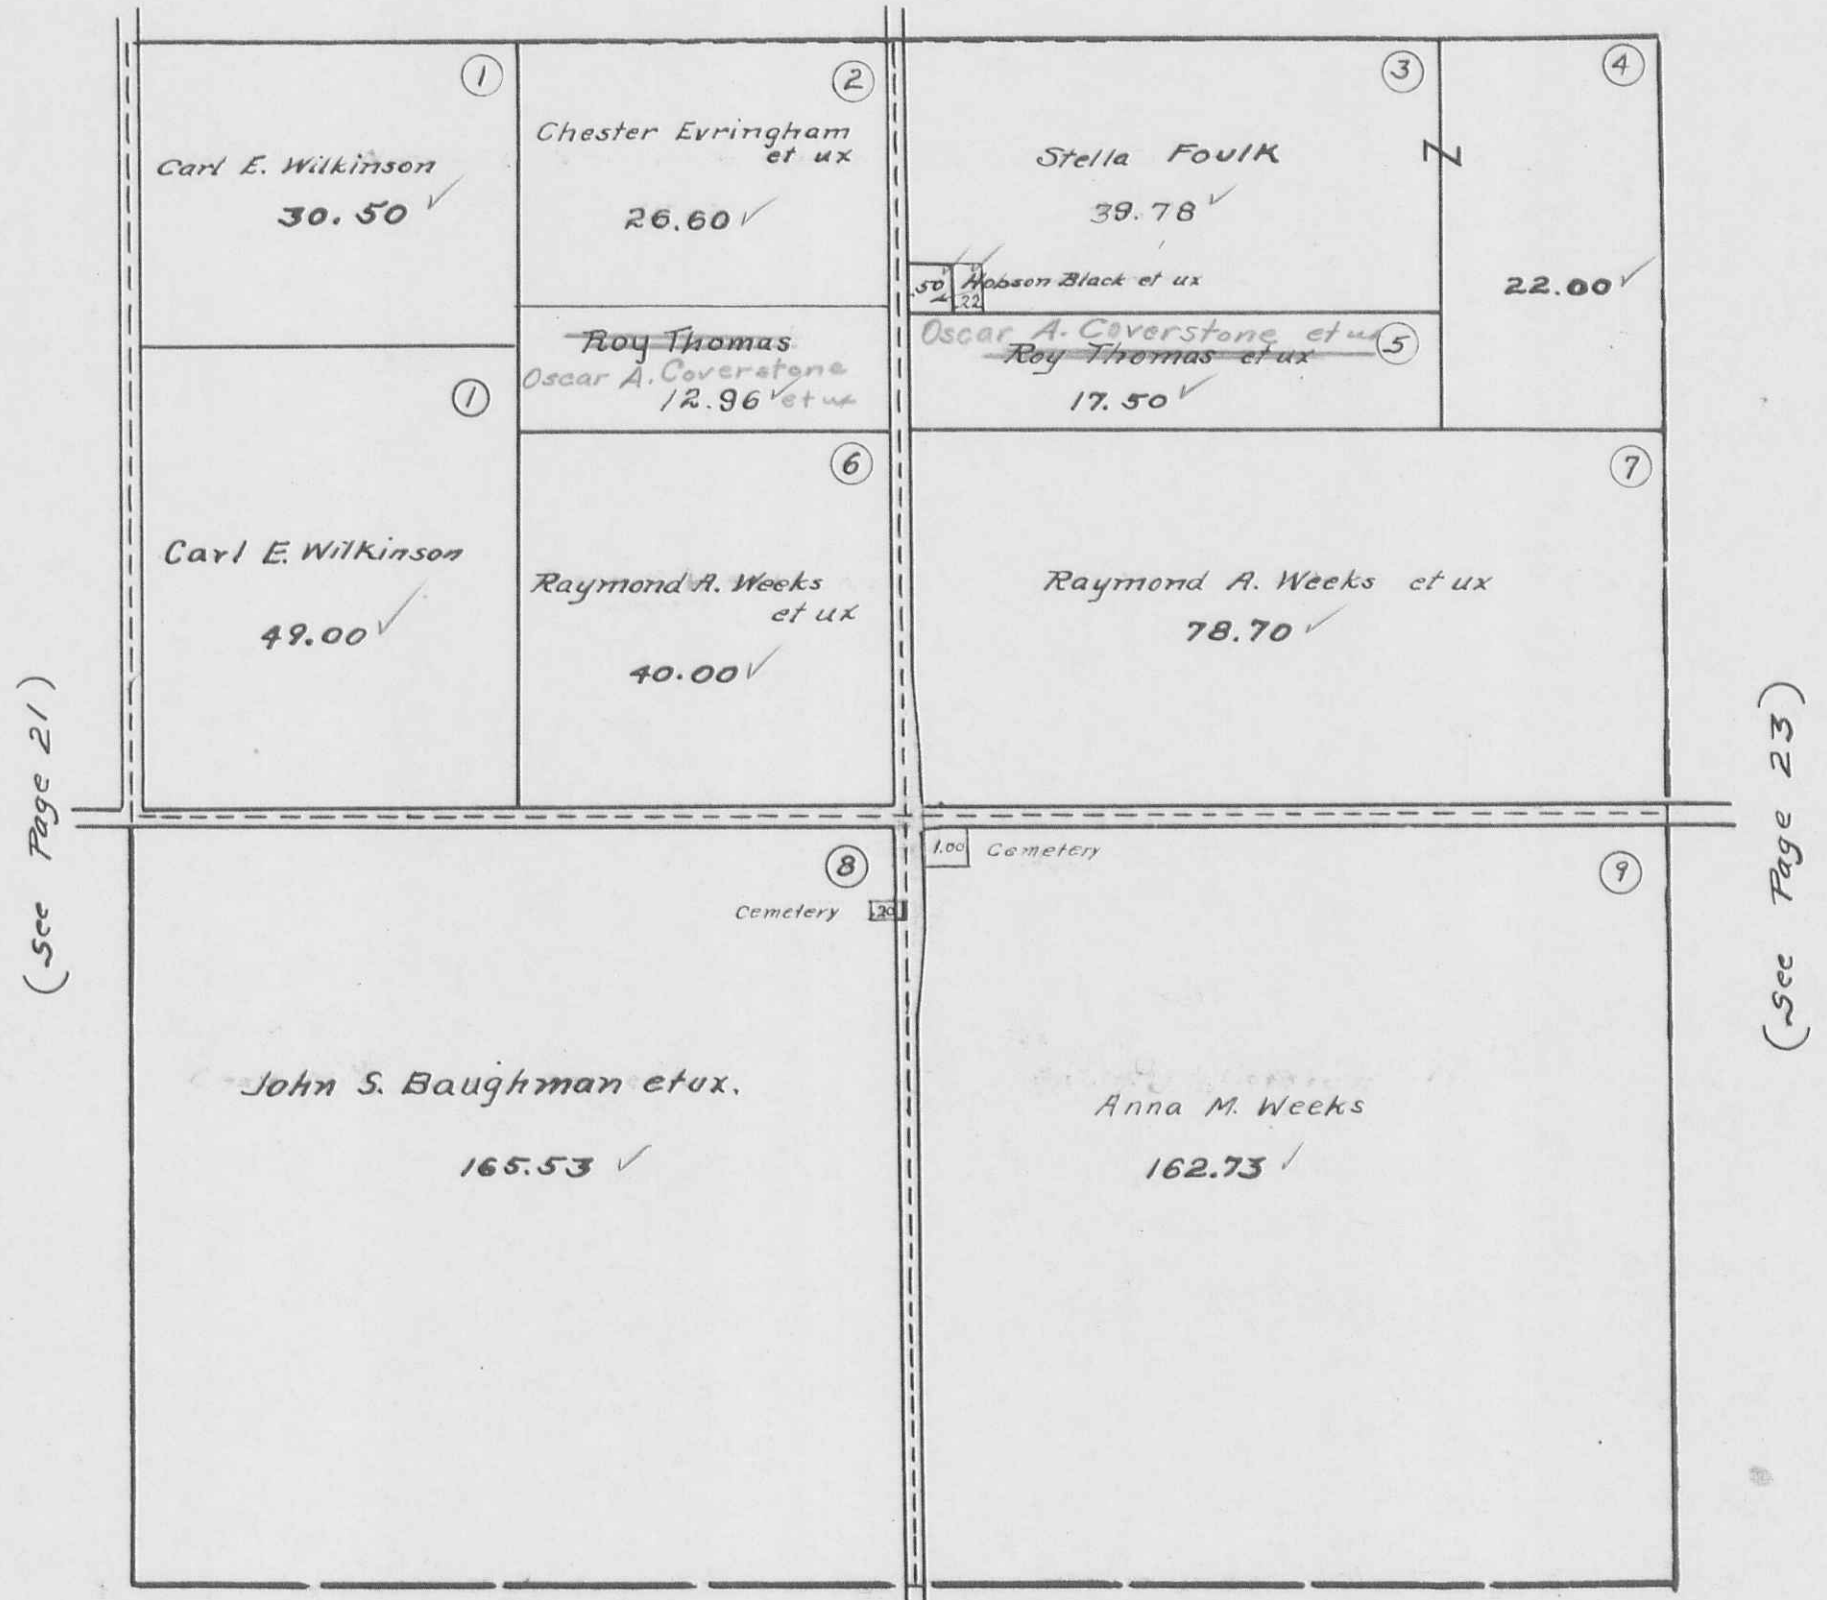 1
Carl E. Wilkinson
30.50 ✓
2
Chester Evringham
et ux
26.60 ✓
3
Stella Foulk
39.78 ✓
.50
.22
Hobson Black et ux
4
22.00 ✓
Roy Thomas
Oscar A. Coverstone
12.96 ✓ et ux
Oscar A. Coverstone et ux
5
Roy Thomas et ux
17.50 ✓
1
Carl E. Wilkinson
49.00 ✓
6
Raymond A. Weeks
et ux
40.00 ✓
7
Raymond A. Weeks et ux
78.70 ✓
(See Page 21)
(See Page 23)
8
Cemetery .20
John S. Baughman et ux.
165.53 ✓
1.00 Cemetery
9
Anna M. Weeks
162.73 ✓